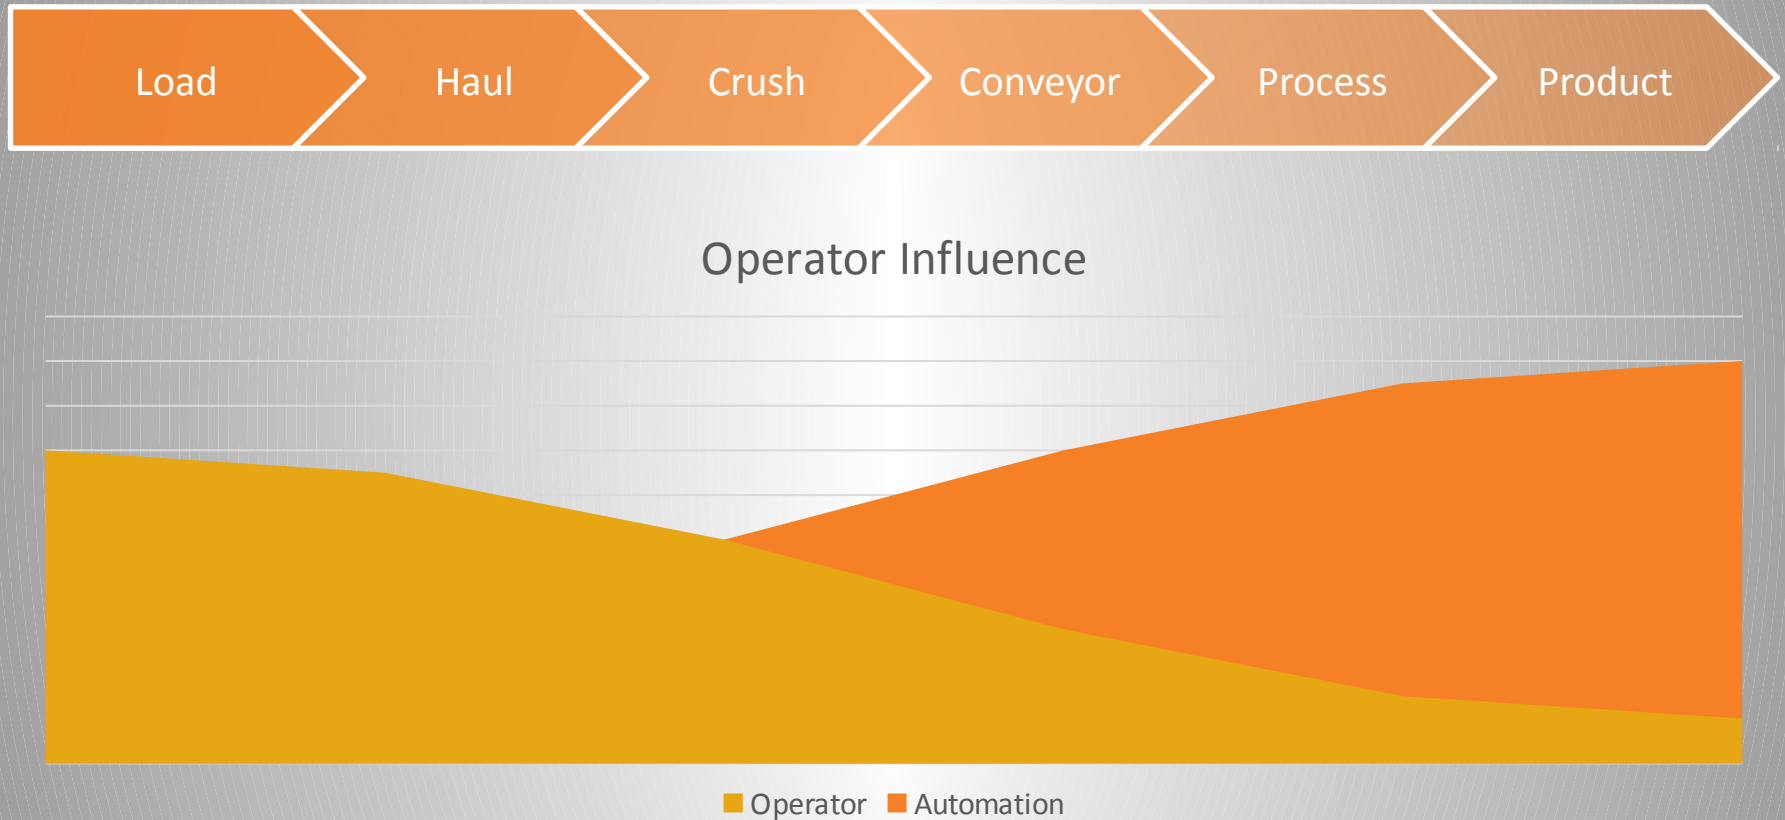 Load
Haul
Crush
Conveyor
Process
Product
Operator Influence
Operator
Automation